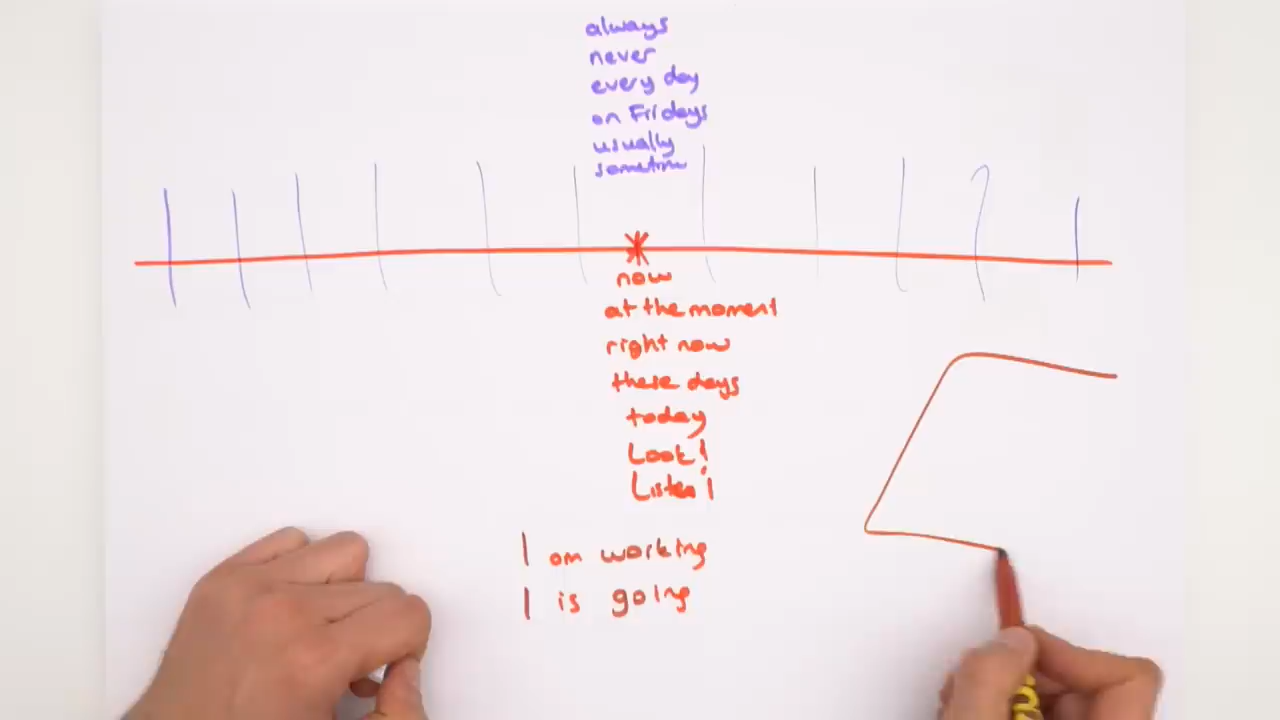 always
never
every day
on Fridays
usually
sometime
now
at the moment
right now
these days
today
Look!
Listen!
I am working
I is going